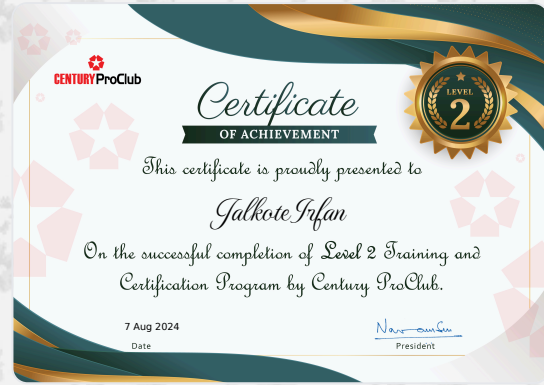 CENTURY ProClub
Certificate
OF ACHIEVEMENT
LEVEL
2
This certificate is proudly presented to
Jalkote Irfan
On the successful completion of Level 2 Training and
Certification Program by Century ProClub.
7 Aug 2024
Date
President